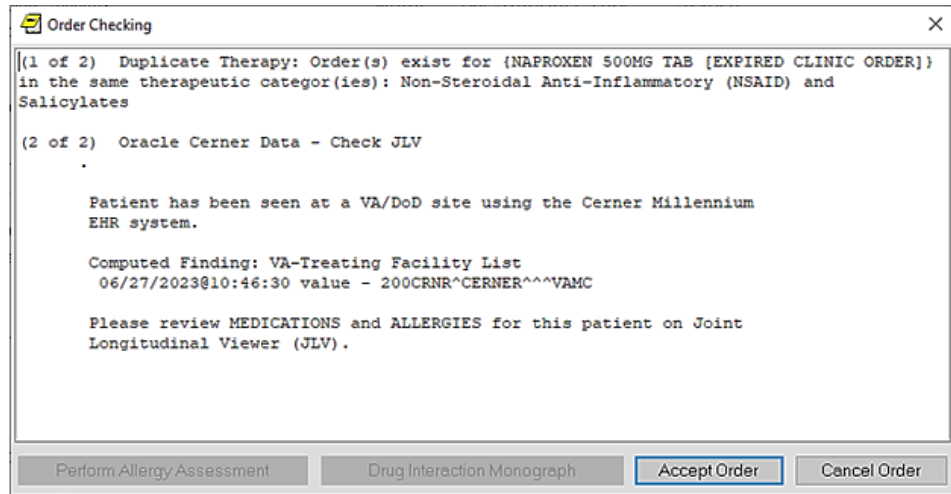 Order Checking
(1 of 2)  Duplicate Therapy: Order(s) exist for {NAPROXEN 500MG TAB [EXPIRED CLINIC ORDER]}
in the same therapeutic categor(ies): Non-Steroidal Anti-Inflammatory (NSAID) and
Salicylates
(2 of 2)  Oracle Cerner Data - Check JLV
.
Patient has been seen at a VA/DoD site using the Cerner Millennium
EHR system.
Computed Finding: VA-Treating Facility List
06/27/2023@10:46:30 value - 200CRNR^CERNER^^^VAMC
Please review MEDICATIONS and ALLERGIES for this patient on Joint
Longitudinal Viewer (JLV).
Perform Allergy Assessment
Drug Interaction Monograph
Accept Order
Cancel Order